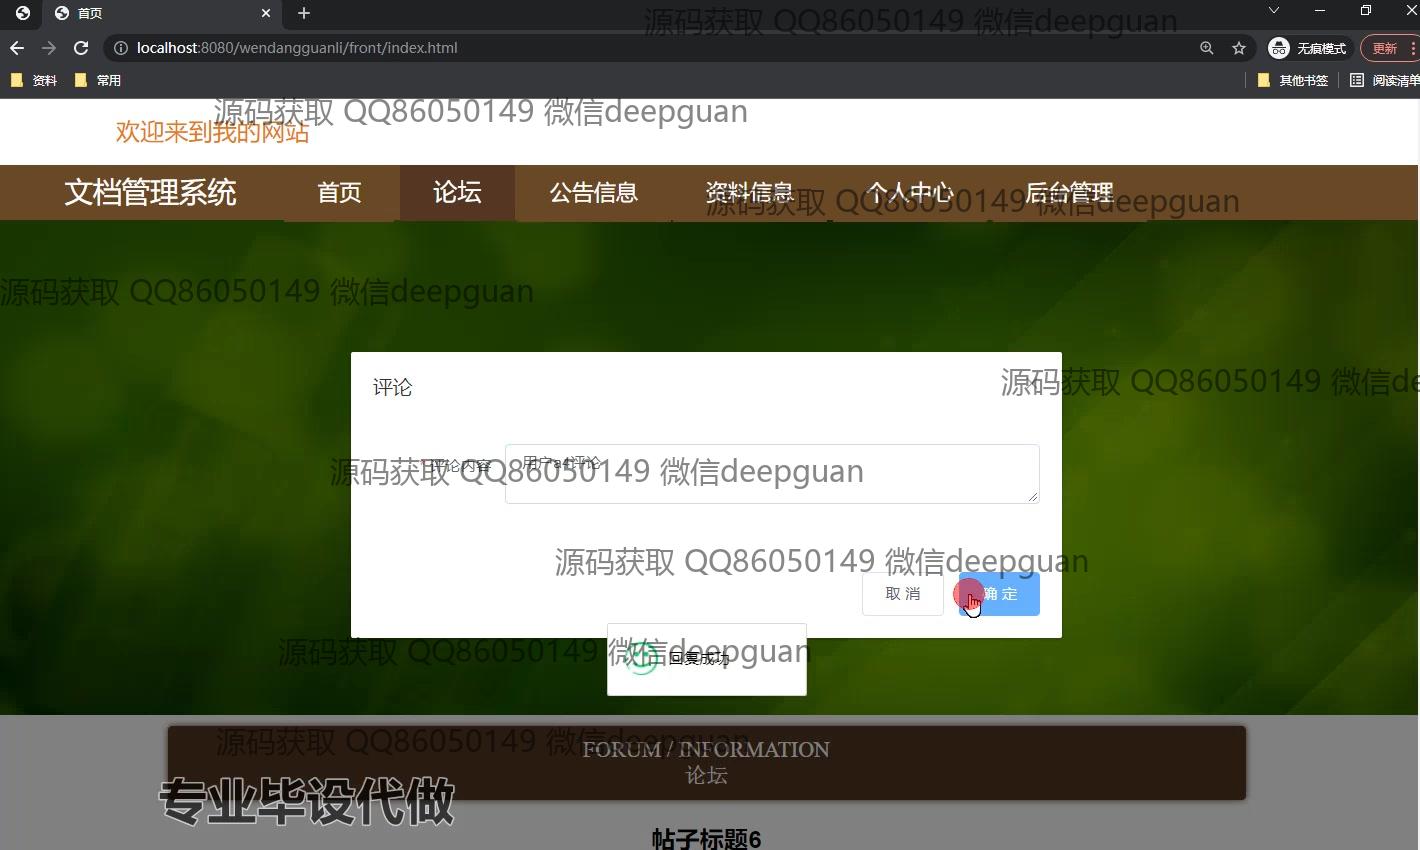 首页
源码获取 QQ86050149 微信deepguan
localhost:8080/wendangguanli/front/index.html
无痕模式
更新
资料
常用
其他书签
阅读清单
源码获取 QQ86050149 微信deepguan
欢迎来到我的网站
文档管理系统
首页
论坛
公告信息
资料信息
个人中心
后台管理
源码获取 QQ86050149 微信deepguan
源码获取 QQ86050149 微信deepguan
评论
源码获取 QQ86050149 微信de
*评论内容
用户a4评论
源码获取 QQ86050149 微信deepguan
源码获取 QQ86050149 微信deepguan
取 消
确 定
源码获取 QQ86050149 微信deepguan
回复成功
源码获取 QQ86050149 微信deepguan
FORUM / INFORMATION
论坛
专业毕设代做
帖子标题6